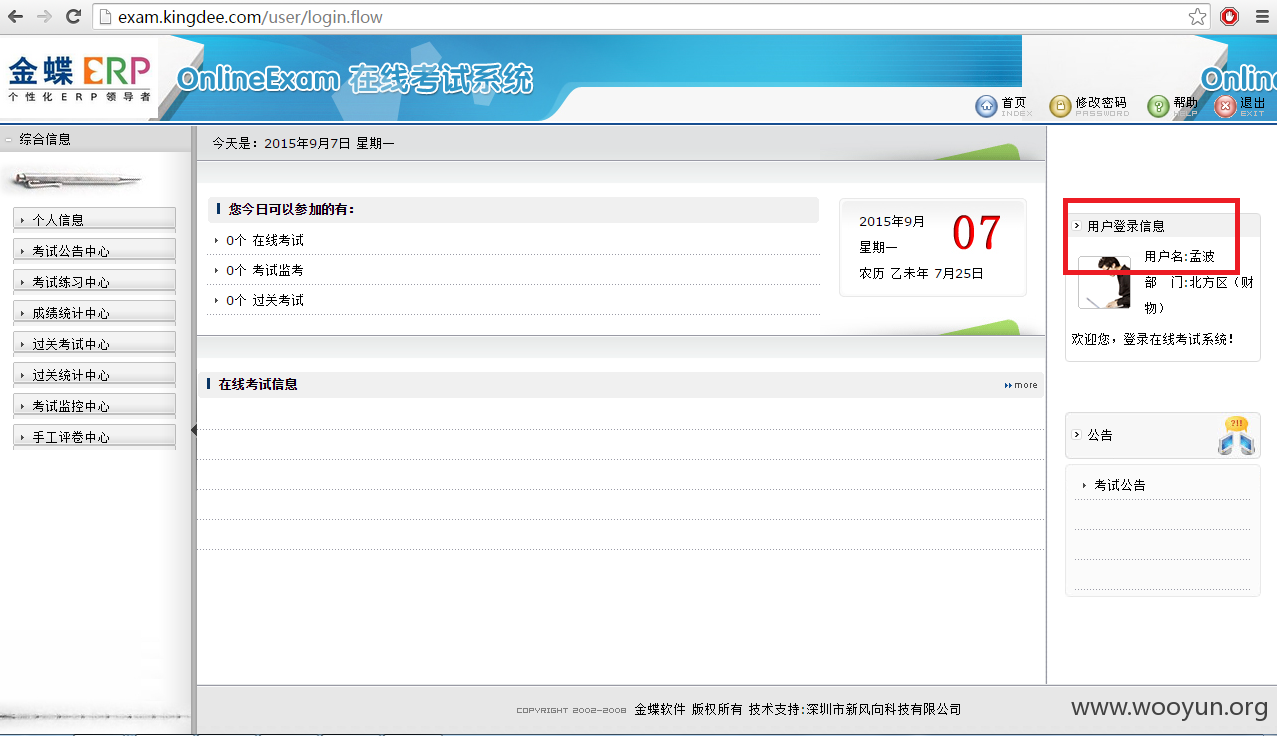 exam.kingdee.com/user/login.flow
金蝶 ERP
个性化ERP领导者
OnlineExam 在线考试系统
Online
首页 INDEX
修改密码 PASSWORD
帮助 HELP
退出 EXIT
综合信息
个人信息
考试公告中心
考试练习中心
成绩统计中心
过关考试中心
过关统计中心
考试监控中心
手工评卷中心
今天是：2015年9月7日 星期一
您今日可以参加的有：
0个 在线考试
0个 考试监考
0个 过关考试
2015年9月
07
星期一
农历 乙未年 7月25日
在线考试信息
more
用户登录信息
用户名:孟波
部 门:北方区（财
物）
欢迎您，登录在线考试系统！
公告
?!!
考试公告
COPYRIGHT 2002-2008 金蝶软件 版权所有 技术支持:深圳市新风向科技有限公司
www.wooyun.org